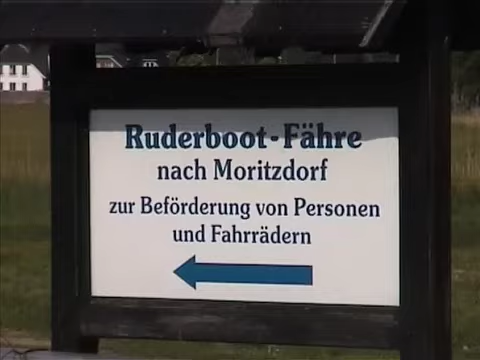 Ruderboot-Fähre
nach Moritzdorf
zur Beförderung von Personen
und Fahrrädern